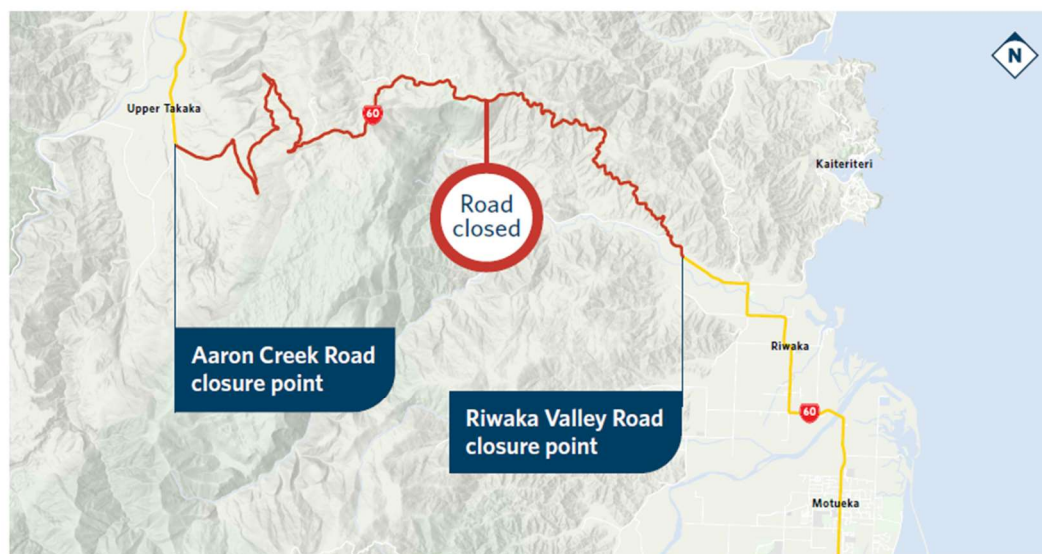 N
Upper Takaka
60
Kaiteriteri
Road
closed
Aaron Creek Road
closure point
Riwaka
60
Riwaka Valley Road
closure point
Motueka